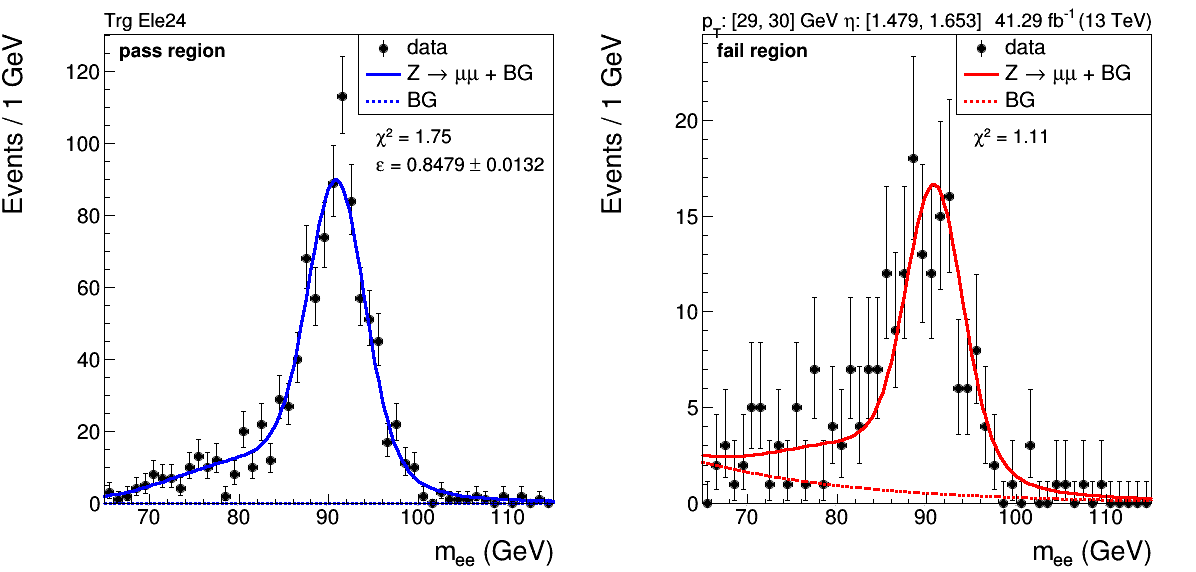 Trg Ele24
pass region
data
Z → μμ + BG
BG
χ² = 1.75
ε = 0.8479 ± 0.0132
Events / 1 GeV
120
100
80
60
40
20
0
70 80 90 100 110
m_ee (GeV)
p_T: [29, 30] GeV η: [1.479, 1.653] 41.29 fb⁻¹ (13 TeV)
fail region
data
Z → μμ + BG
BG
χ² = 1.11
Events / 1 GeV
20
15
10
5
0
70 80 90 100 110
m_ee (GeV)